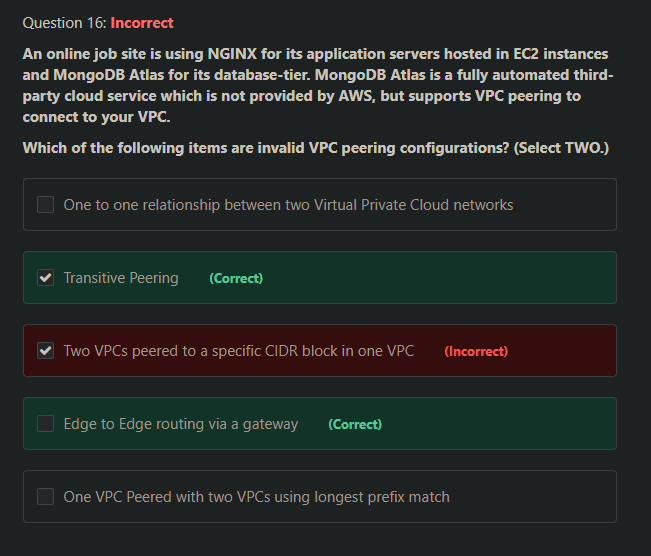 Question 16: Incorrect
An online job site is using NGINX for its application servers hosted in EC2 instances
and MongoDB Atlas for its database-tier. MongoDB Atlas is a fully automated third-
party cloud service which is not provided by AWS, but supports VPC peering to
connect to your VPC.
Which of the following items are invalid VPC peering configurations? (Select TWO.)
One to one relationship between two Virtual Private Cloud networks
Transitive Peering (Correct)
Two VPCs peered to a specific CIDR block in one VPC (Incorrect)
Edge to Edge routing via a gateway (Correct)
One VPC Peered with two VPCs using longest prefix match